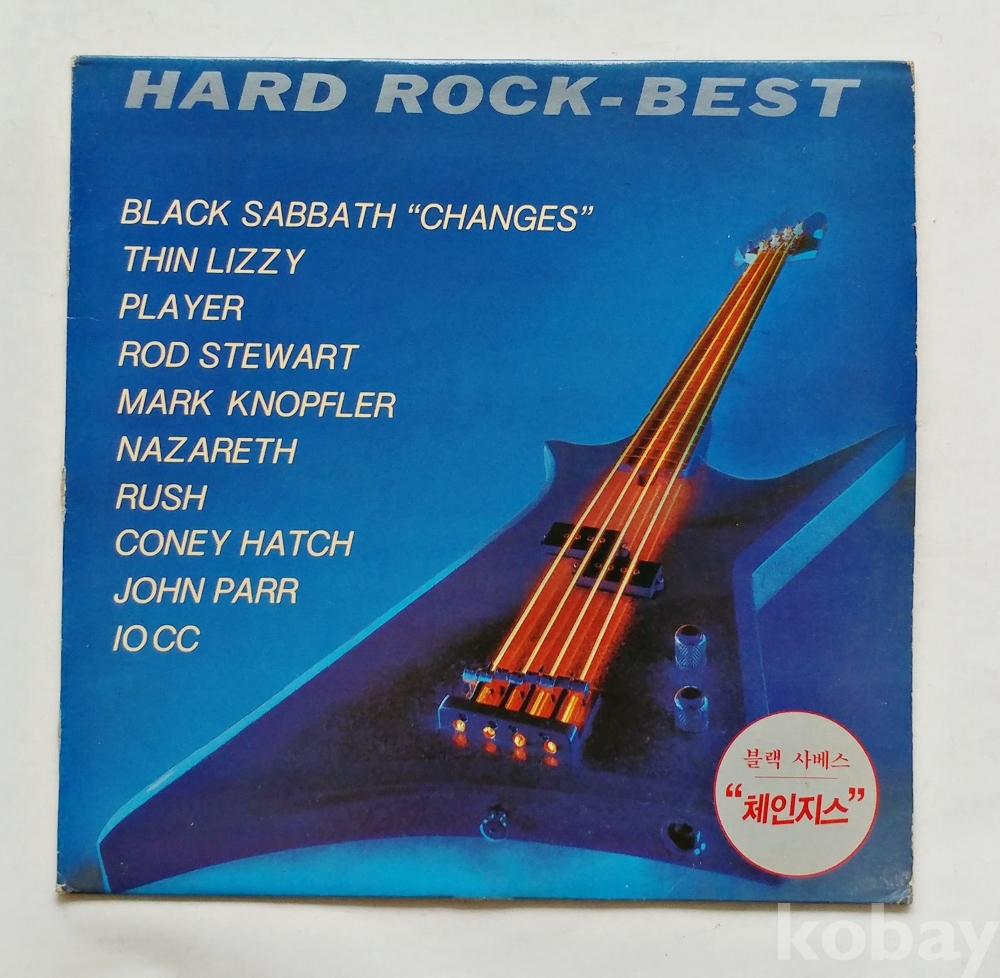 HARD ROCK-BEST
BLACK SABBATH “CHANGES”
THIN LIZZY
PLAYER
ROD STEWART
MARK KNOPFLER
NAZARETH
RUSH
CONEY HATCH
JOHN PARR
10 CC
블랙 사베스
“체인지스”
kobay